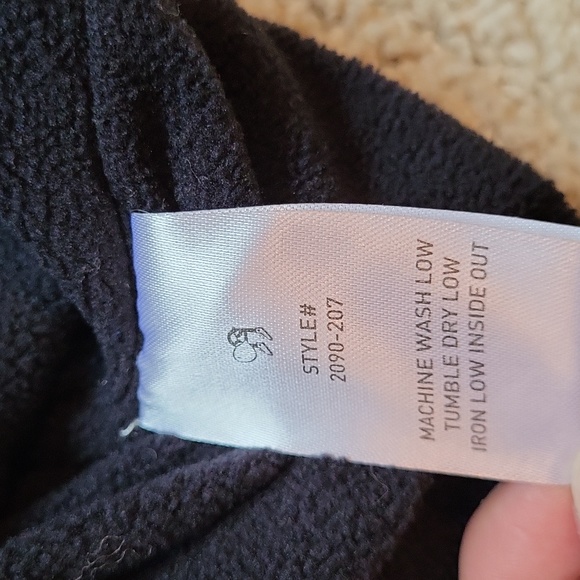 STYLE#
2090-207
MACHINE WASH LOW
TUMBLE DRY LOW
IRON LOW INSIDE OUT